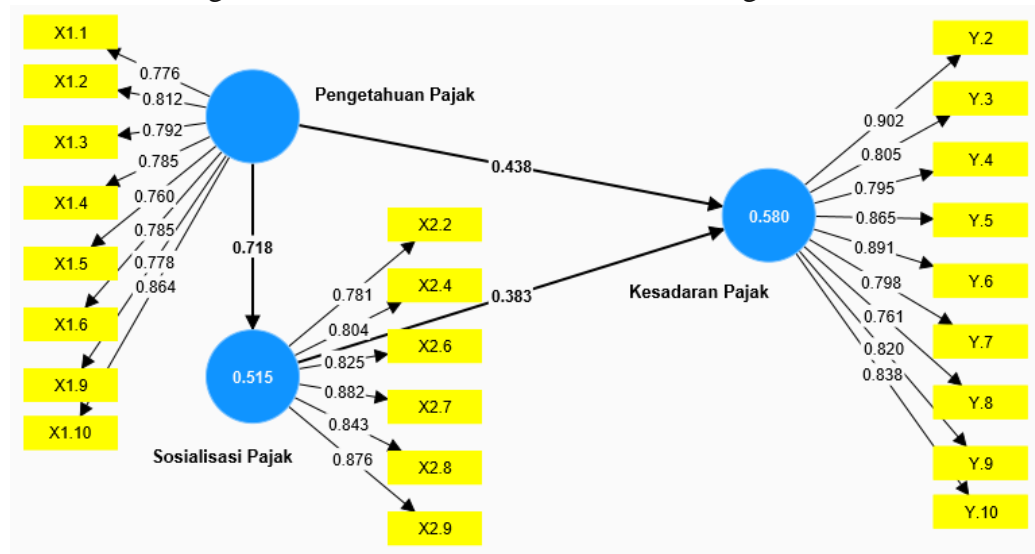 X1.1
X1.2
X1.3
X1.4
X1.5
X1.6
X1.9
X1.10
0.776
0.812
0.792
0.785
0.760
0.785
0.778
0.864
Pengetahuan Pajak
0.718
0.438
0.515
Sosialisasi Pajak
0.383
0.781
0.804
0.825
0.882
0.843
0.876
X2.2
X2.4
X2.6
X2.7
X2.8
X2.9
0.580
Kesadaran Pajak
0.902
0.805
0.795
0.865
0.891
0.798
0.761
0.820
0.838
Y.2
Y.3
Y.4
Y.5
Y.6
Y.7
Y.8
Y.9
Y.10